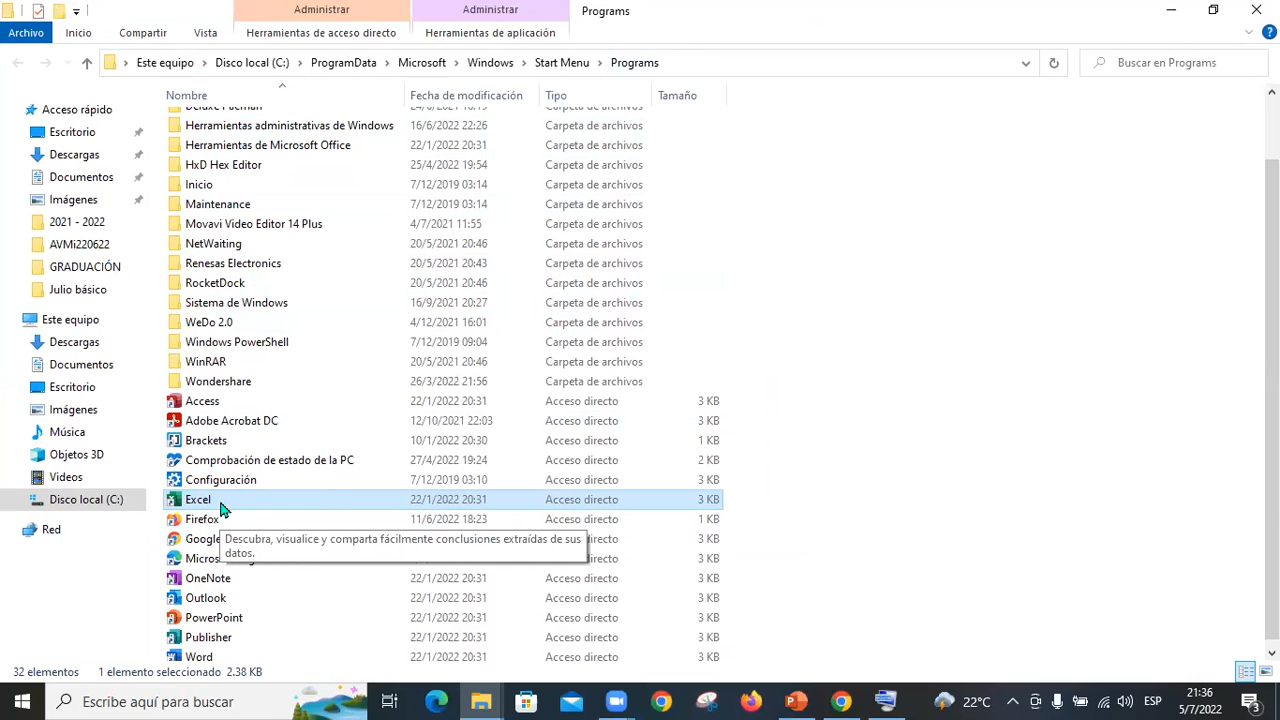 Administrar Administrar Programs
Archivo Inicio Compartir Vista Herramientas de acceso directo Herramientas de aplicación
Este equipo Disco local (C:) ProgramData Microsoft Windows Start Menu Programs Buscar en Programs
Nombre Fecha de modificación Tipo Tamaño
Acceso rápido
Escritorio
Descargas
Documentos
Imágenes
2021 - 2022
AVMi220622
GRADUACIÓN
Julio básico
Este equipo
Descargas
Documentos
Escritorio
Imágenes
Música
Objetos 3D
Videos
Disco local (C:)
Red
Carpeta de archivos
Herramientas administrativas de Windows 16/6/2022 22:26 Carpeta de archivos
Herramientas de Microsoft Office 22/1/2022 20:31 Carpeta de archivos
HxD Hex Editor 25/4/2022 19:54 Carpeta de archivos
Inicio 7/12/2019 03:14 Carpeta de archivos
Maintenance 7/12/2019 03:14 Carpeta de archivos
Movavi Video Editor 14 Plus 4/7/2021 11:55 Carpeta de archivos
NetWaiting 20/5/2021 20:46 Carpeta de archivos
Renesas Electronics 20/5/2021 20:43 Carpeta de archivos
RocketDock 20/5/2021 20:46 Carpeta de archivos
Sistema de Windows 16/9/2021 20:27 Carpeta de archivos
WeDo 2.0 4/12/2021 16:01 Carpeta de archivos
Windows PowerShell 7/12/2019 09:04 Carpeta de archivos
WinRAR 20/5/2021 20:46 Carpeta de archivos
Wondershare 26/3/2022 21:56 Carpeta de archivos
Access 22/1/2022 20:31 Acceso directo 3 KB
Adobe Acrobat DC 12/10/2021 22:03 Acceso directo 3 KB
Brackets 10/1/2022 20:30 Acceso directo 1 KB
Comprobación de estado de la PC 27/4/2022 19:24 Acceso directo 2 KB
Configuración 7/12/2019 03:10 Acceso directo 3 KB
Excel 22/1/2022 20:31 Acceso directo 3 KB
Firefox 11/6/2022 18:23 Acceso directo 1 KB
Google 3 KB
Descubra, visualice y comparta fácilmente conclusiones extraídas de sus
datos.
Acceso directo 3 KB
OneNote 22/1/2022 20:31 Acceso directo 3 KB
Outlook 22/1/2022 20:31 Acceso directo 3 KB
PowerPoint 22/1/2022 20:31 Acceso directo 3 KB
Publisher 22/1/2022 20:31 Acceso directo 3 KB
Word 22/1/2022 20:31 Acceso directo 3 KB
32 elementos 1 elemento seleccionado 2.38 KB
Escribe aquí para buscar 22°C ESP 21:36
5/7/2022 3